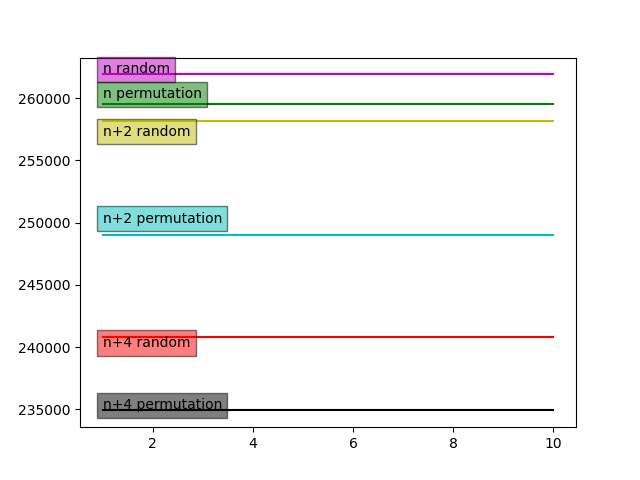 n random
260000
n permutation
n+2 random
255000
250000
n+2 permutation
245000
240000
n+4 random
235000
n+4 permutation
2 4 6 8 10